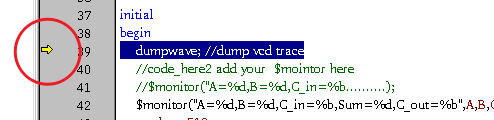 37 initial
38 begin
39 dumpwave; //dump vcd trace
40 //code_here2 add your $mointor here
41 //$monitor("A=%d,B=%d,C_in=%b..........);
42 $monitor("A=%d,B=%d,C_in=%b,Sum=%d,C_out=%b",A,B,C